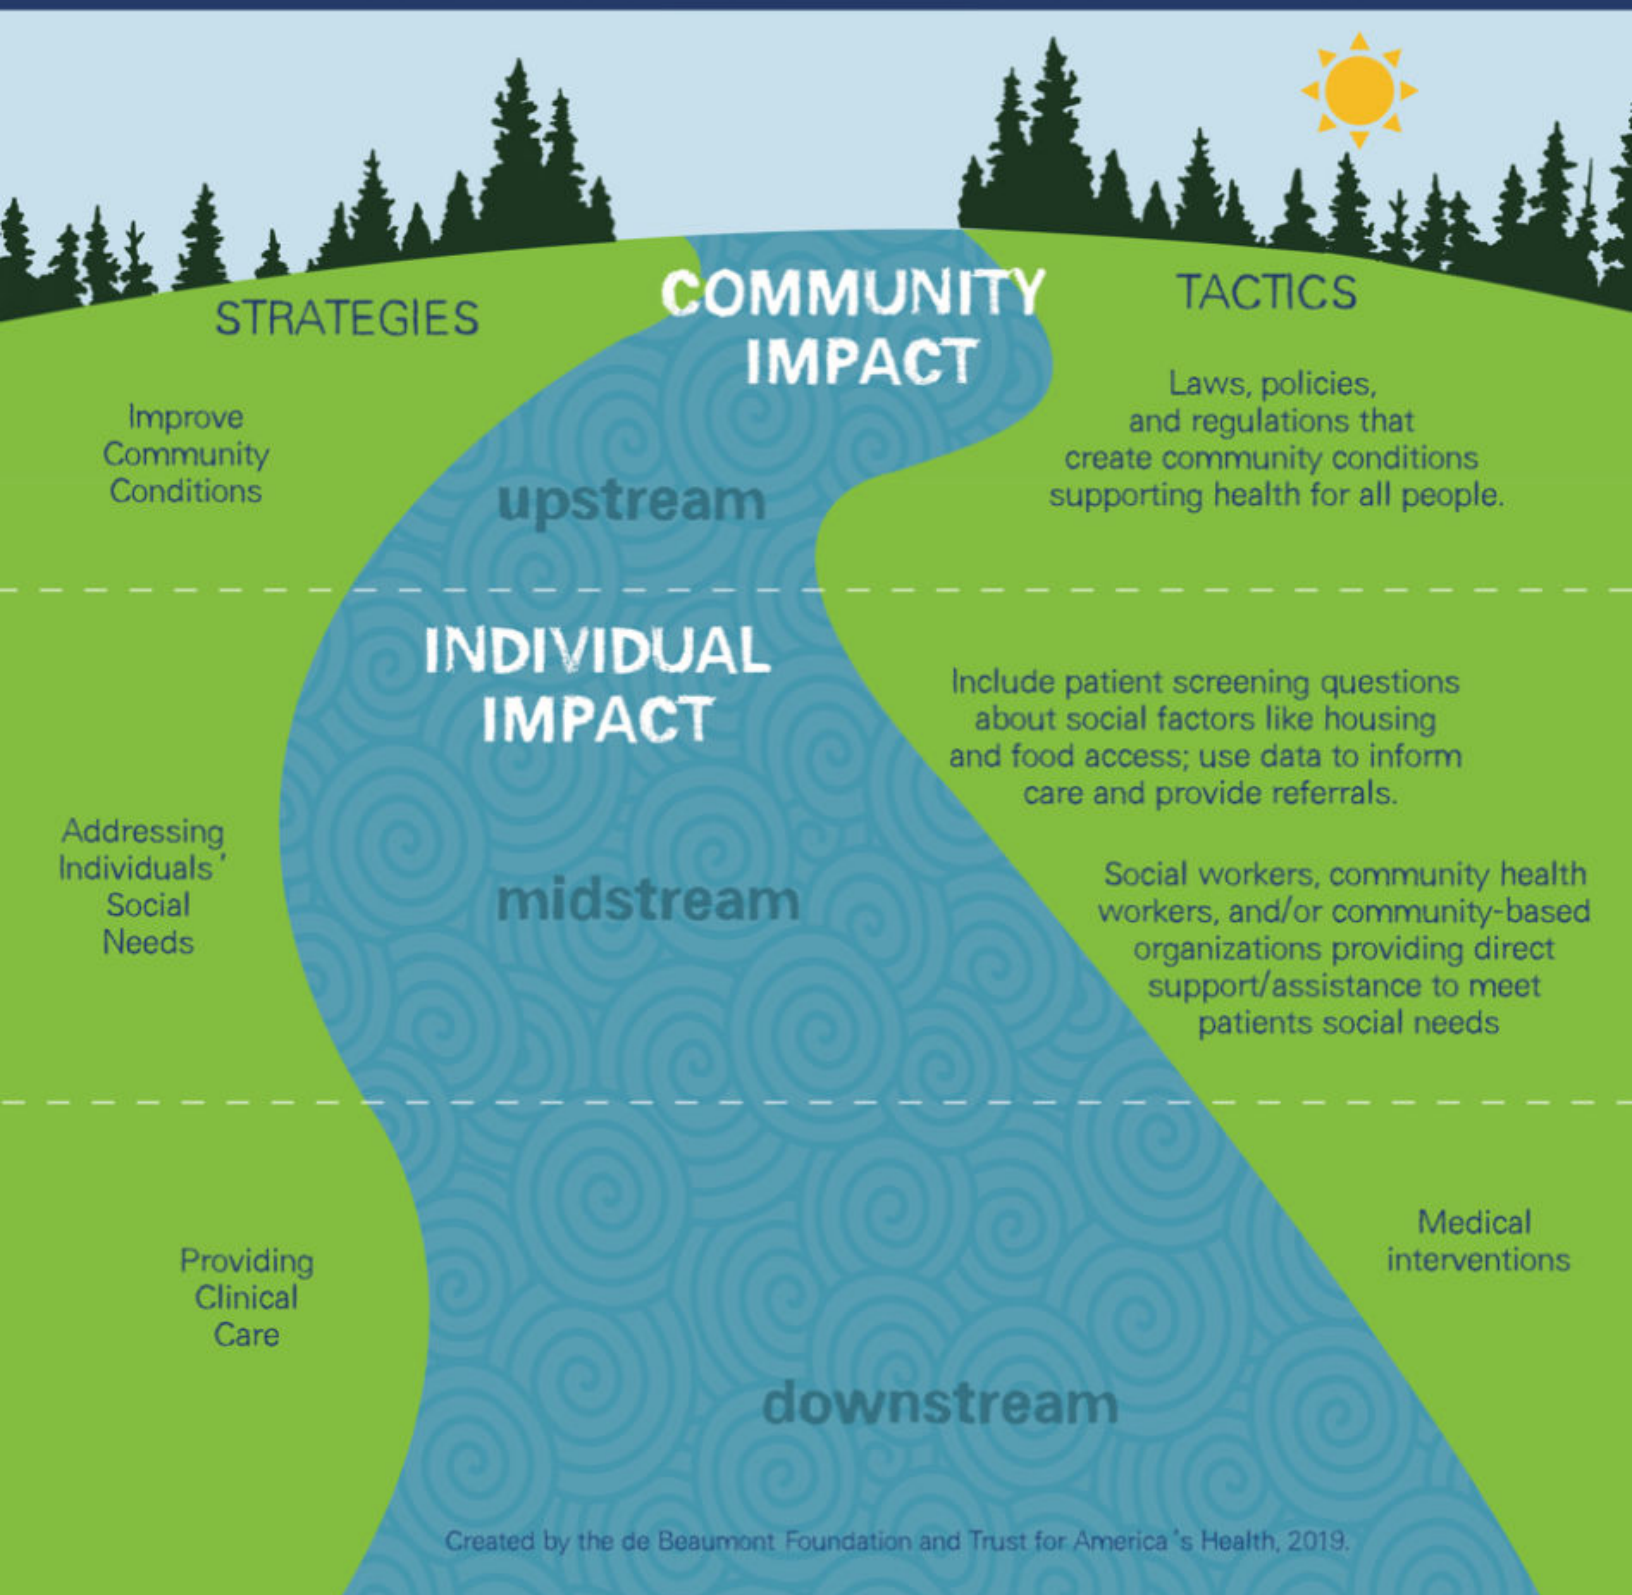 STRATEGIES
COMMUNITY
IMPACT
TACTICS
Improve
Community
Conditions
upstream
Laws, policies,
and regulations that
create community conditions
supporting health for all people.
INDIVIDUAL
IMPACT
Addressing
Individuals'
Social
Needs
midstream
Include patient screening questions
about social factors like housing
and food access; use data to inform
care and provide referrals.
Social workers, community health
workers, and/or community-based
organizations providing direct
support/assistance to meet
patients social needs
Providing
Clinical
Care
downstream
Medical
interventions
Created by the de Beaumont Foundation and Trust for America's Health, 2019.